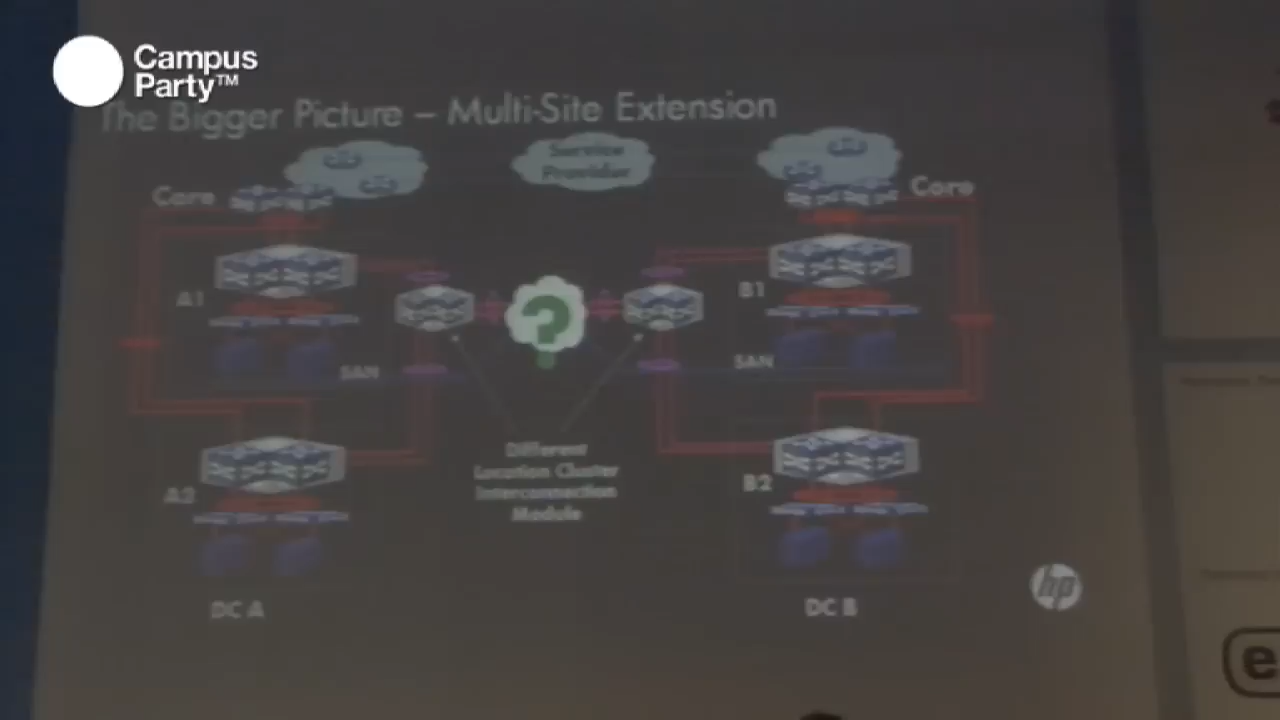 Campus
Party™
The Bigger Picture – Multi-Site Extension
Service
Provider
Core
Core
A1
B1
SAN
SAN
Different
Location Cluster
Interconnection
Module
A2
B2
DC A
DC B
hp
e